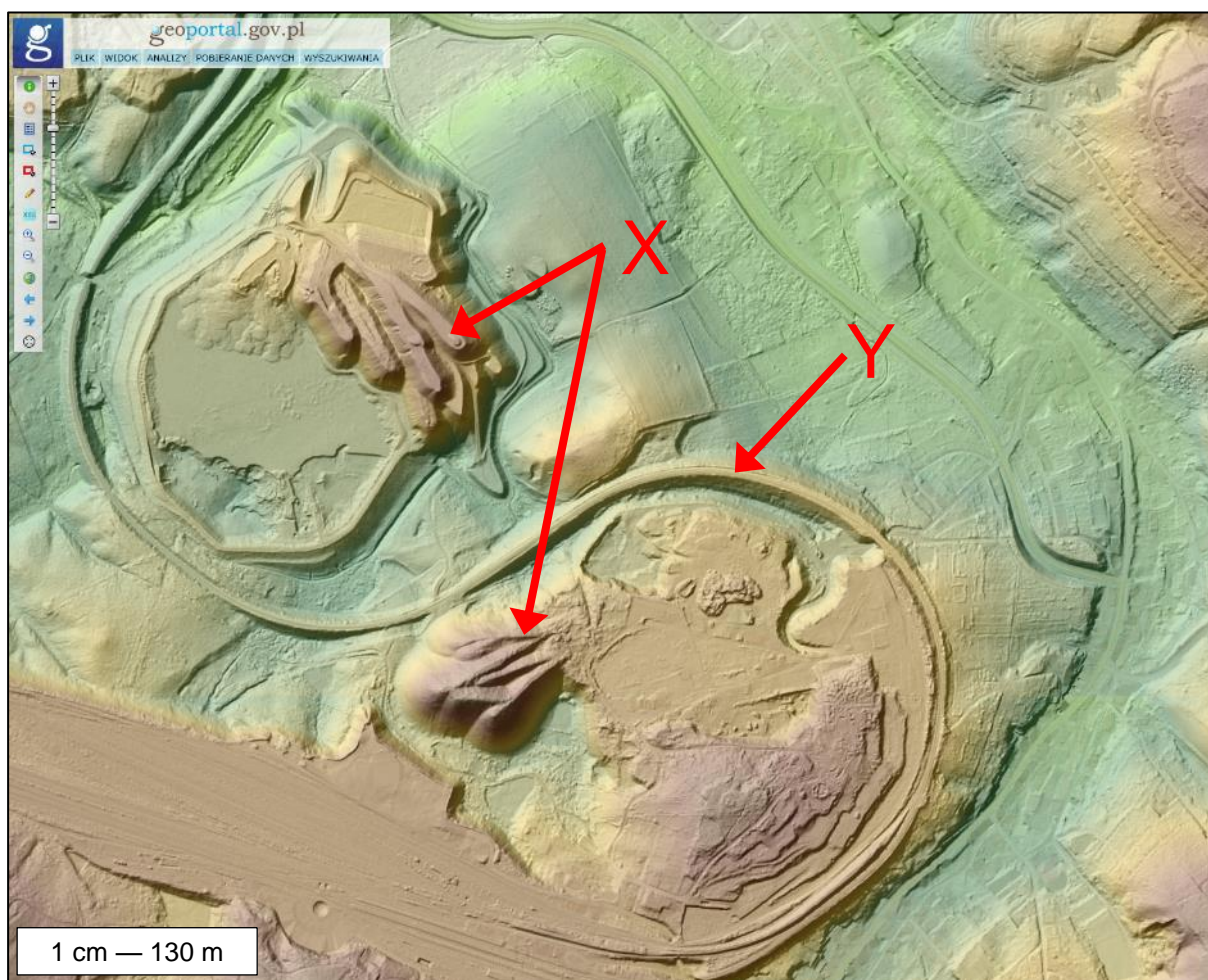 geoportal.gov.pl
PLIK WIDOK ANALIZY POBIERANIE DANYCH WYSZUKIWANIA
X
Y
1 cm — 130 m